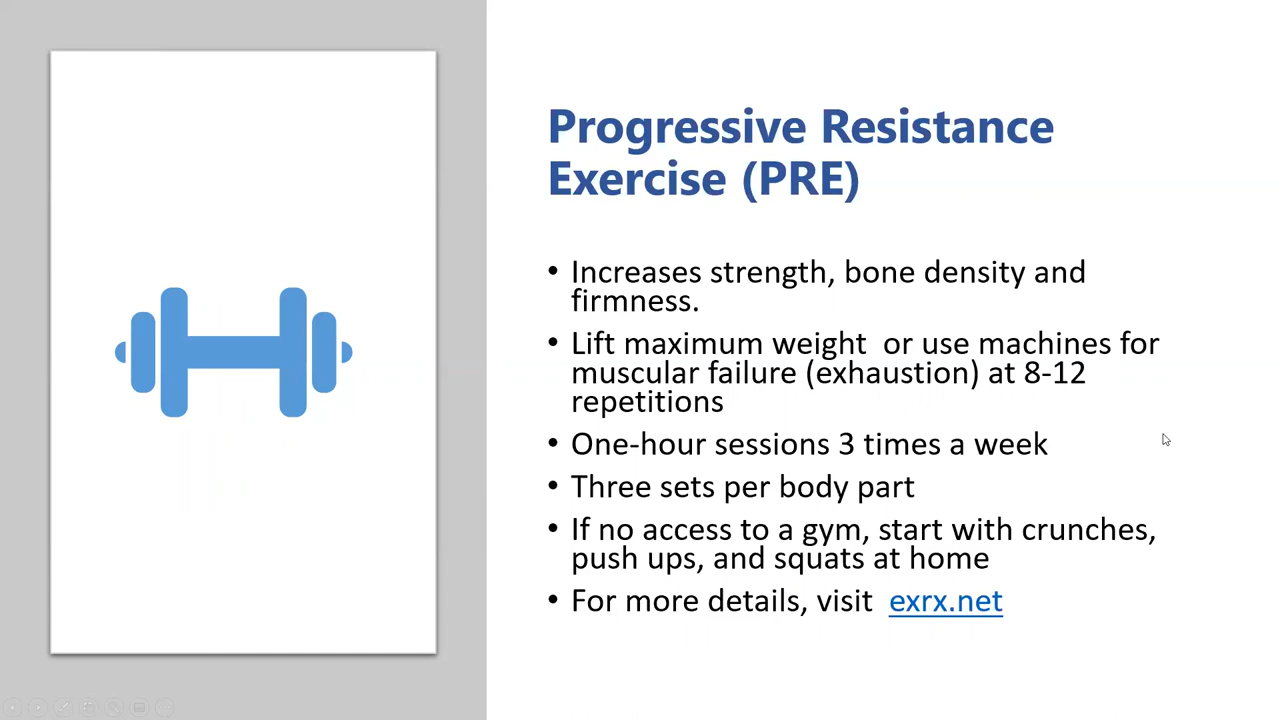 Progressive Resistance
Exercise (PRE)
• Increases strength, bone density and
firmness.
• Lift maximum weight  or use machines for
muscular failure (exhaustion) at 8-12
repetitions
• One-hour sessions 3 times a week
• Three sets per body part
• If no access to a gym, start with crunches,
push ups, and squats at home
• For more details, visit  exrx.net